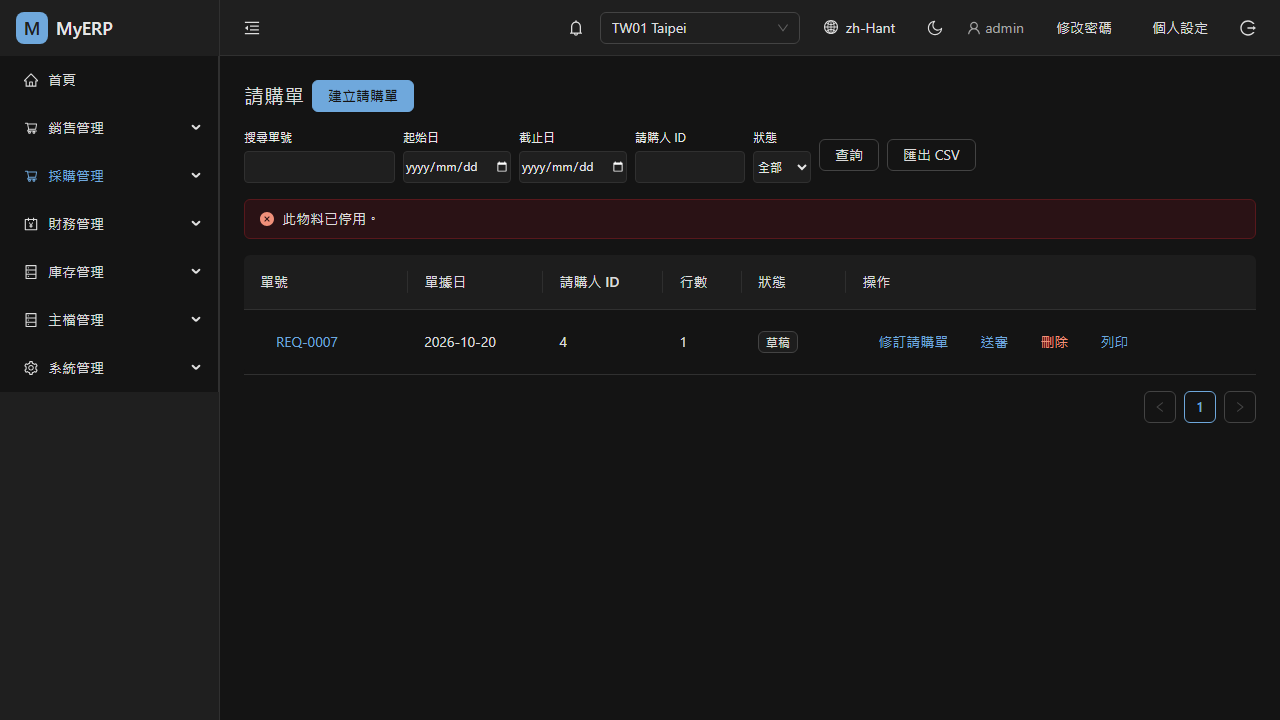 M MyERP
TW01 Taipei
zh-Hant
admin
修改密碼
個人設定
首頁
銷售管理
採購管理
財務管理
庫存管理
主檔管理
系統管理
請購單
建立請購單
搜尋單號
起始日
截止日
請購人 ID
狀態
yyyy/mm/dd
yyyy/mm/dd
全部
查詢
匯出 CSV
此物料已停用。
單號 單據日 請購人 ID 行數 狀態 操作
REQ-0007 2026-10-20 4 1 草稿 修訂請購單 送審 刪除 列印
1